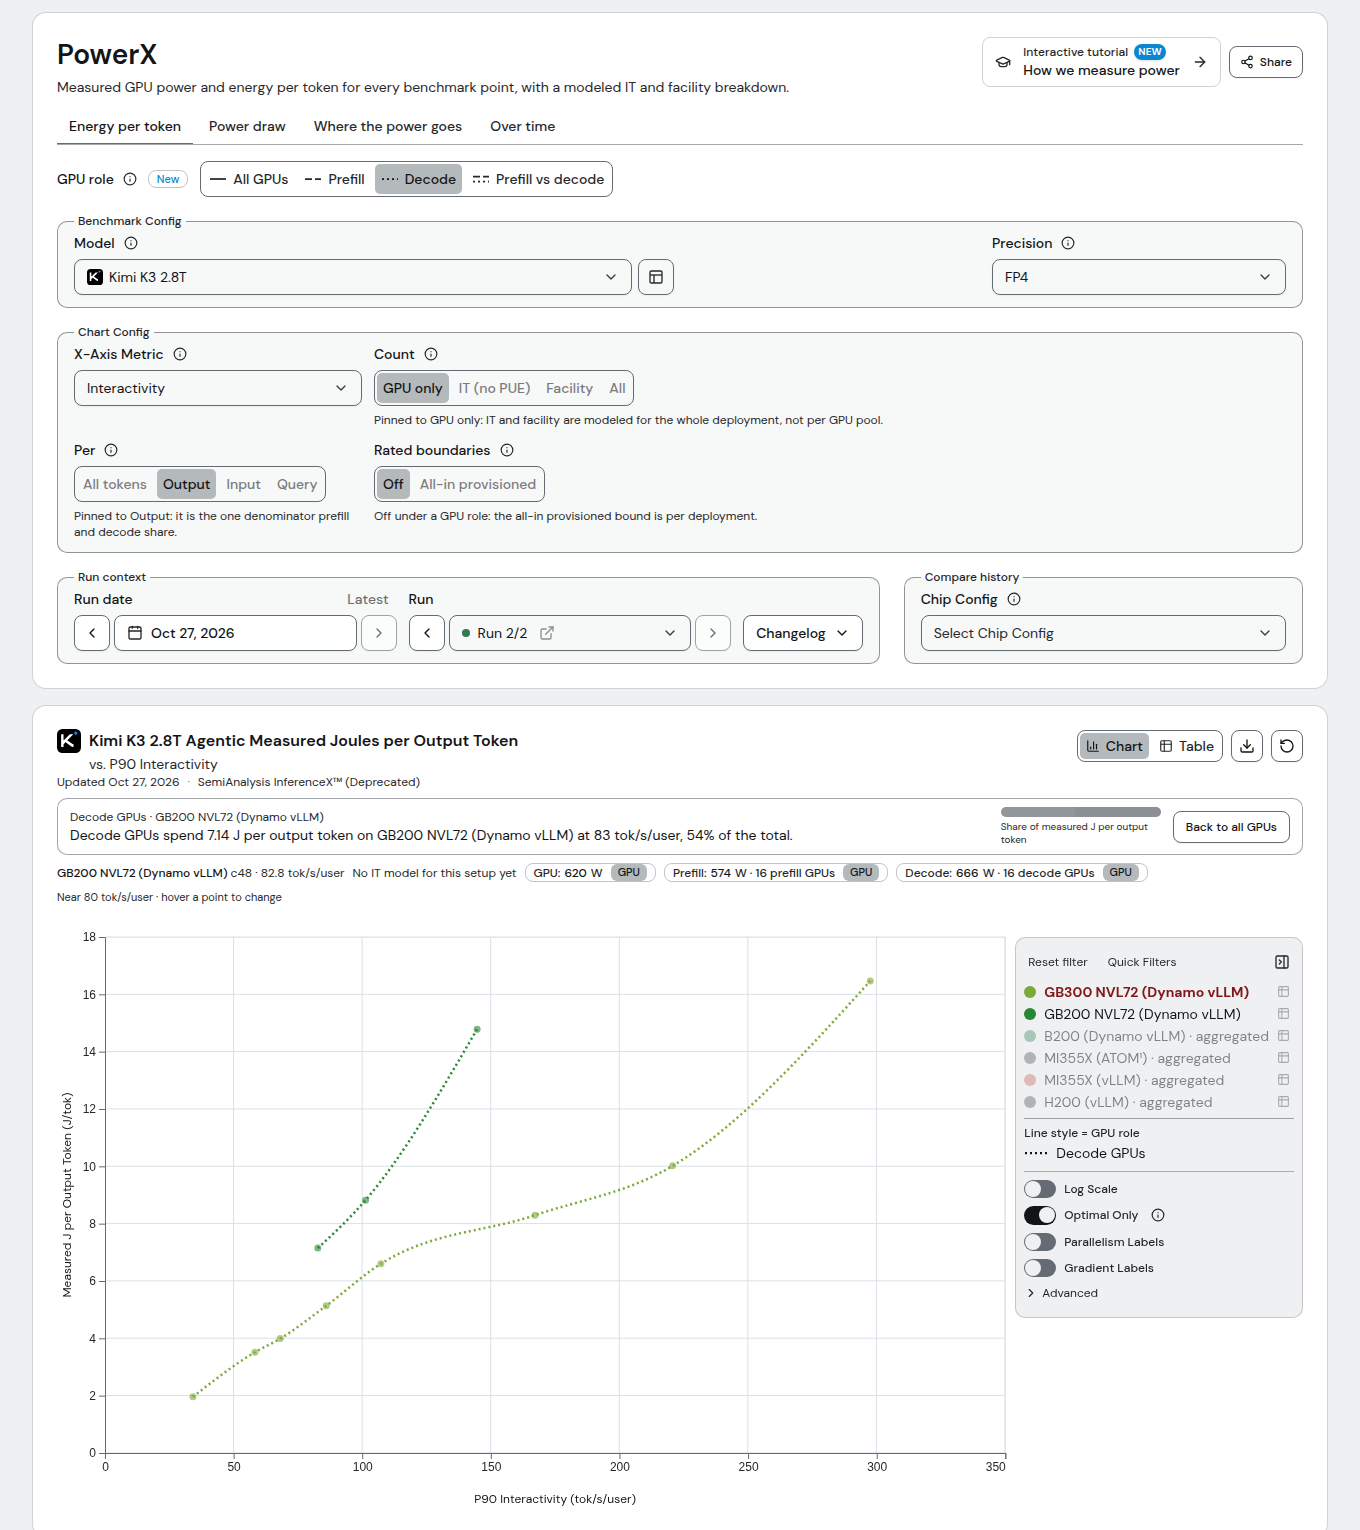 PowerX
Measured GPU power and energy per token for every benchmark point, with a modeled IT and facility breakdown.
Interactive tutorial NEW
How we measure power
Share
Energy per token Power draw Where the power goes Over time
GPU role New All GPUs Prefill Decode Prefill vs decode
Benchmark Config
Model Precision
Kimi K3 2.8T FP4
Chart Config
X-Axis Metric Count
Interactivity GPU only IT (no PUE) Facility All
Pinned to GPU only: IT and facility are modeled for the whole deployment, not per GPU pool.
Per Rated boundaries
All tokens Output Input Query Off All-in provisioned
Pinned to Output: it is the one denominator prefill
and decode share.
Off under a GPU role: the all-in provisioned bound is per deployment.
Run context
Run date Latest Run
Oct 27, 2026 Run 2/2 Changelog
Compare history
Chip Config
Select Chip Config
Kimi K3 2.8T Agentic Measured Joules per Output Token
vs. P90 Interactivity
Updated Oct 27, 2026 · SemiAnalysis InferenceX™ (Deprecated)
Chart Table
Decode GPUs · GB200 NVL72 (Dynamo vLLM)
Decode GPUs spend 7.14 J per output token on GB200 NVL72 (Dynamo vLLM) at 83 tok/s/user, 54% of the total.
Share of measured J per output
token
Back to all GPUs
GB200 NVL72 (Dynamo vLLM) c48 · 82.8 tok/s/user No IT model for this setup yet GPU: 620 W GPU Prefill: 574 W · 16 prefill GPUs GPU Decode: 666 W · 16 decode GPUs GPU
Near 80 tok/s/user · hover a point to change
Measured J per Output Token (J/tok)
18
16
14
12
10
8
6
4
2
0
0 50 100 150 200 250 300 350
P90 Interactivity (tok/s/user)
Reset filter Quick Filters
GB300 NVL72 (Dynamo vLLM)
GB200 NVL72 (Dynamo vLLM)
B200 (Dynamo vLLM) · aggregated
MI355X (ATOM¹) · aggregated
MI355X (vLLM) · aggregated
H200 (vLLM) · aggregated
Line style = GPU role
Decode GPUs
Log Scale
Optimal Only
Parallelism Labels
Gradient Labels
Advanced